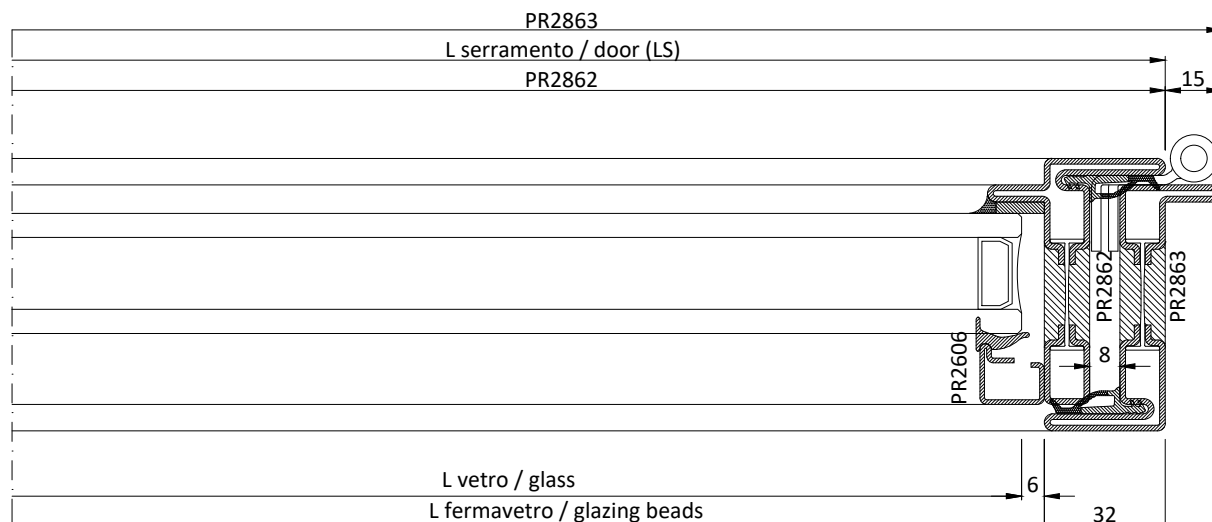 PR2863
L serramento / door (LS)
PR2862
15
PR2862
PR2863
PR2606
8
L vetro / glass
6
L fermavetro / glazing beads
32